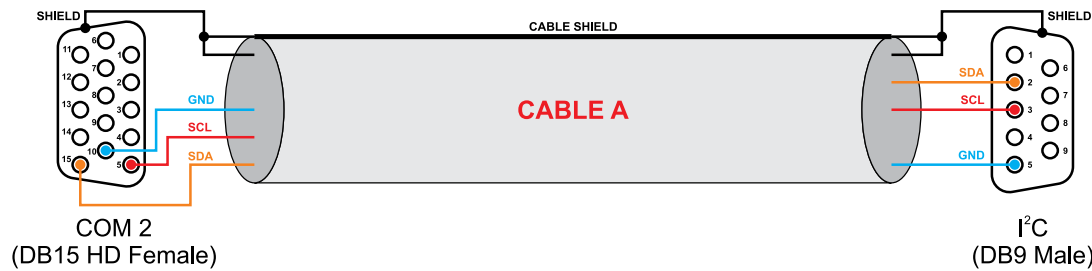 SHIELD
CABLE SHIELD
SHIELD
11
6
1
12
7
2
13
8
3
14
9
4
15
10
5
GND
SCL
SDA
CABLE A
SDA
SCL
GND
1
6
2
7
3
8
4
9
5
COM 2
(DB15 HD Female)
I²C
(DB9 Male)